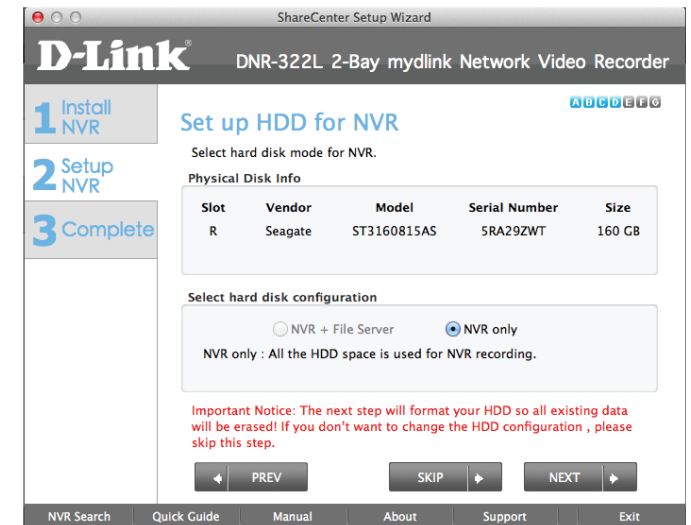 ShareCenter Setup Wizard
D-Link®
DNR-322L 2-Bay mydlink Network Video Recorder
1 Install NVR
2 Setup NVR
3 Complete
A B C D E F G
Set up HDD for NVR
Select hard disk mode for NVR.
Physical Disk Info
Slot Vendor Model Serial Number Size
R Seagate ST3160815AS 5RA29ZWT 160 GB
Select hard disk configuration
NVR + File Server NVR only
NVR only : All the HDD space is used for NVR recording.
Important Notice: The next step will format your HDD so all existing data
will be erased! If you don't want to change the HDD configuration , please
skip this step.
PREV SKIP NEXT
NVR Search Quick Guide Manual About Support Exit